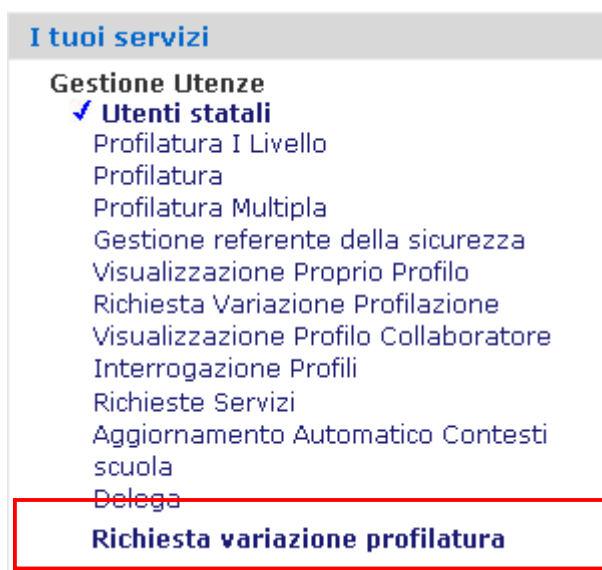 I tuoi servizi
Gestione Utenze
Utenti statali
Profilatura I Livello
Profilatura
Profilatura Multipla
Gestione referente della sicurezza
Visualizzazione Proprio Profilo
Richiesta Variazione Profilazione
Visualizzazione Profilo Collaboratore
Interrogazione Profili
Richieste Servizi
Aggiornamento Automatico Contesti
scuola
Delega
Richiesta variazione profilatura